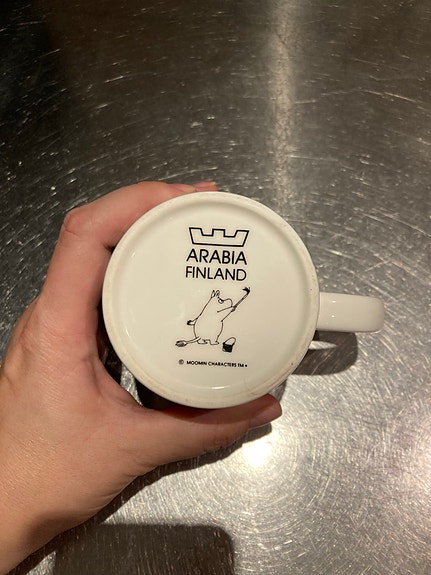 ARABIA
FINLAND
© MOOMIN CHARACTERS TM